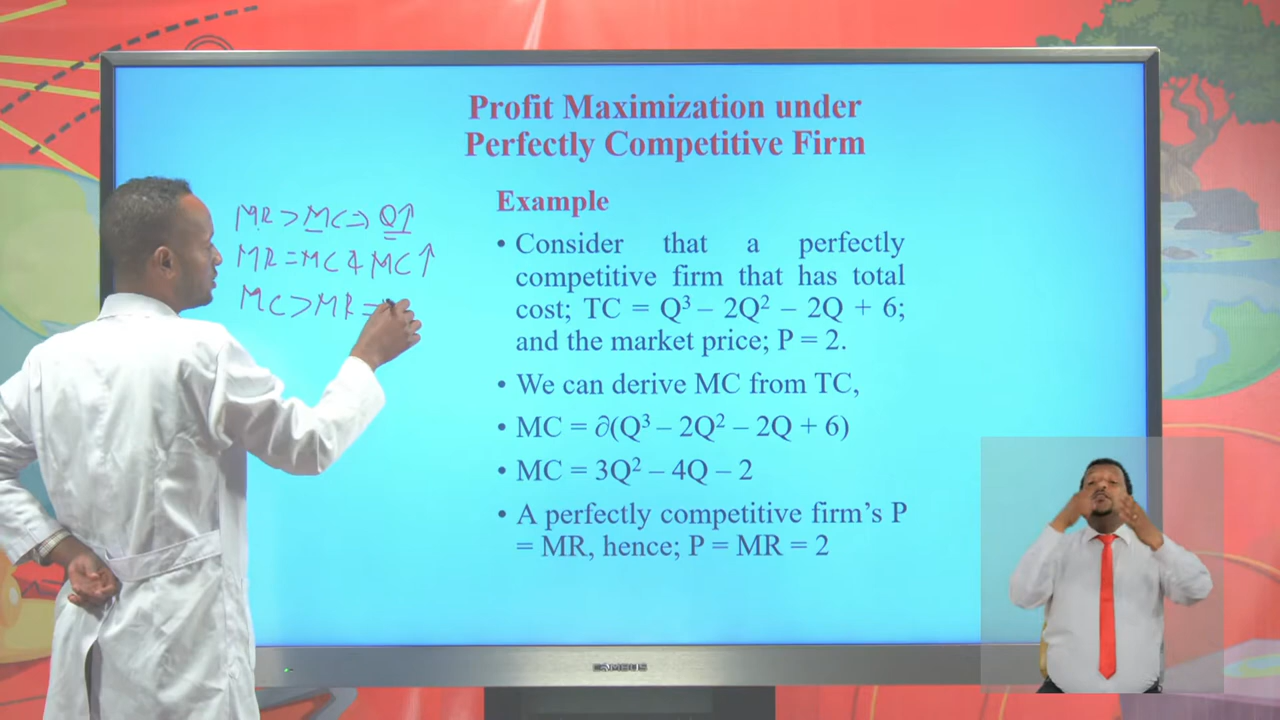 Profit Maximization under
Perfectly Competitive Firm
MR > MC ⇒ Q↑
MR = MC & MC ↑
MC > MR =
Example
• Consider that a perfectly
competitive firm that has total
cost; TC = Q³ – 2Q² – 2Q + 6;
and the market price; P = 2.
• We can derive MC from TC,
• MC = ∂(Q³ – 2Q² – 2Q + 6)
• MC = 3Q² – 4Q – 2
• A perfectly competitive firm’s P
= MR, hence; P = MR = 2